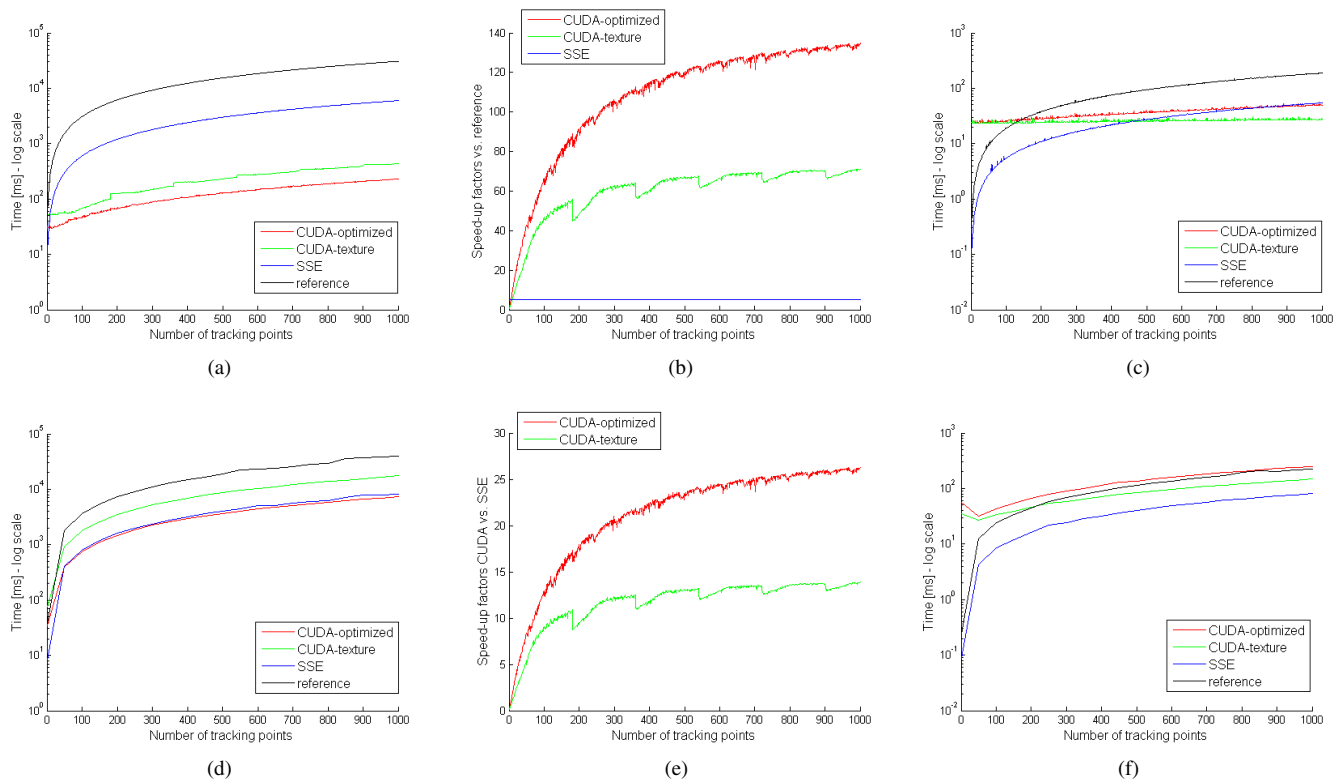 CUDA-optimized
CUDA-texture
SSE
10^5
10^4
10^3
10^2
10^1
10^0
Time [ms] - log scale
0 100 200 300 400 500 600 700 800 900 1000
Number of tracking points
CUDA-optimized
CUDA-texture
SSE
reference
(a)
140
120
100
80
60
40
20
0
Speed-up factors vs. reference
0 100 200 300 400 500 600 700 800 900 1000
Number of tracking points
(b)
10^3
10^2
10^1
10^0
10^-1
10^-2
Time [ms] - log scale
0 100 200 300 400 500 600 700 800 900 1000
Number of tracking points
CUDA-optimized
CUDA-texture
SSE
reference
(c)
10^5
10^4
10^3
10^2
10^1
10^0
Time [ms] - log scale
0 100 200 300 400 500 600 700 800 900 1000
Number of tracking points
CUDA-optimized
CUDA-texture
SSE
reference
(d)
CUDA-optimized
CUDA-texture
30
25
20
15
10
5
0
Speed-up factors CUDA vs. SSE
0 100 200 300 400 500 600 700 800 900 1000
Number of tracking points
(e)
10^3
10^2
10^1
10^0
10^-1
10^-2
Time [ms] - log scale
0 100 200 300 400 500 600 700 800 900 1000
Number of tracking points
CUDA-optimized
CUDA-texture
SSE
reference
(f)